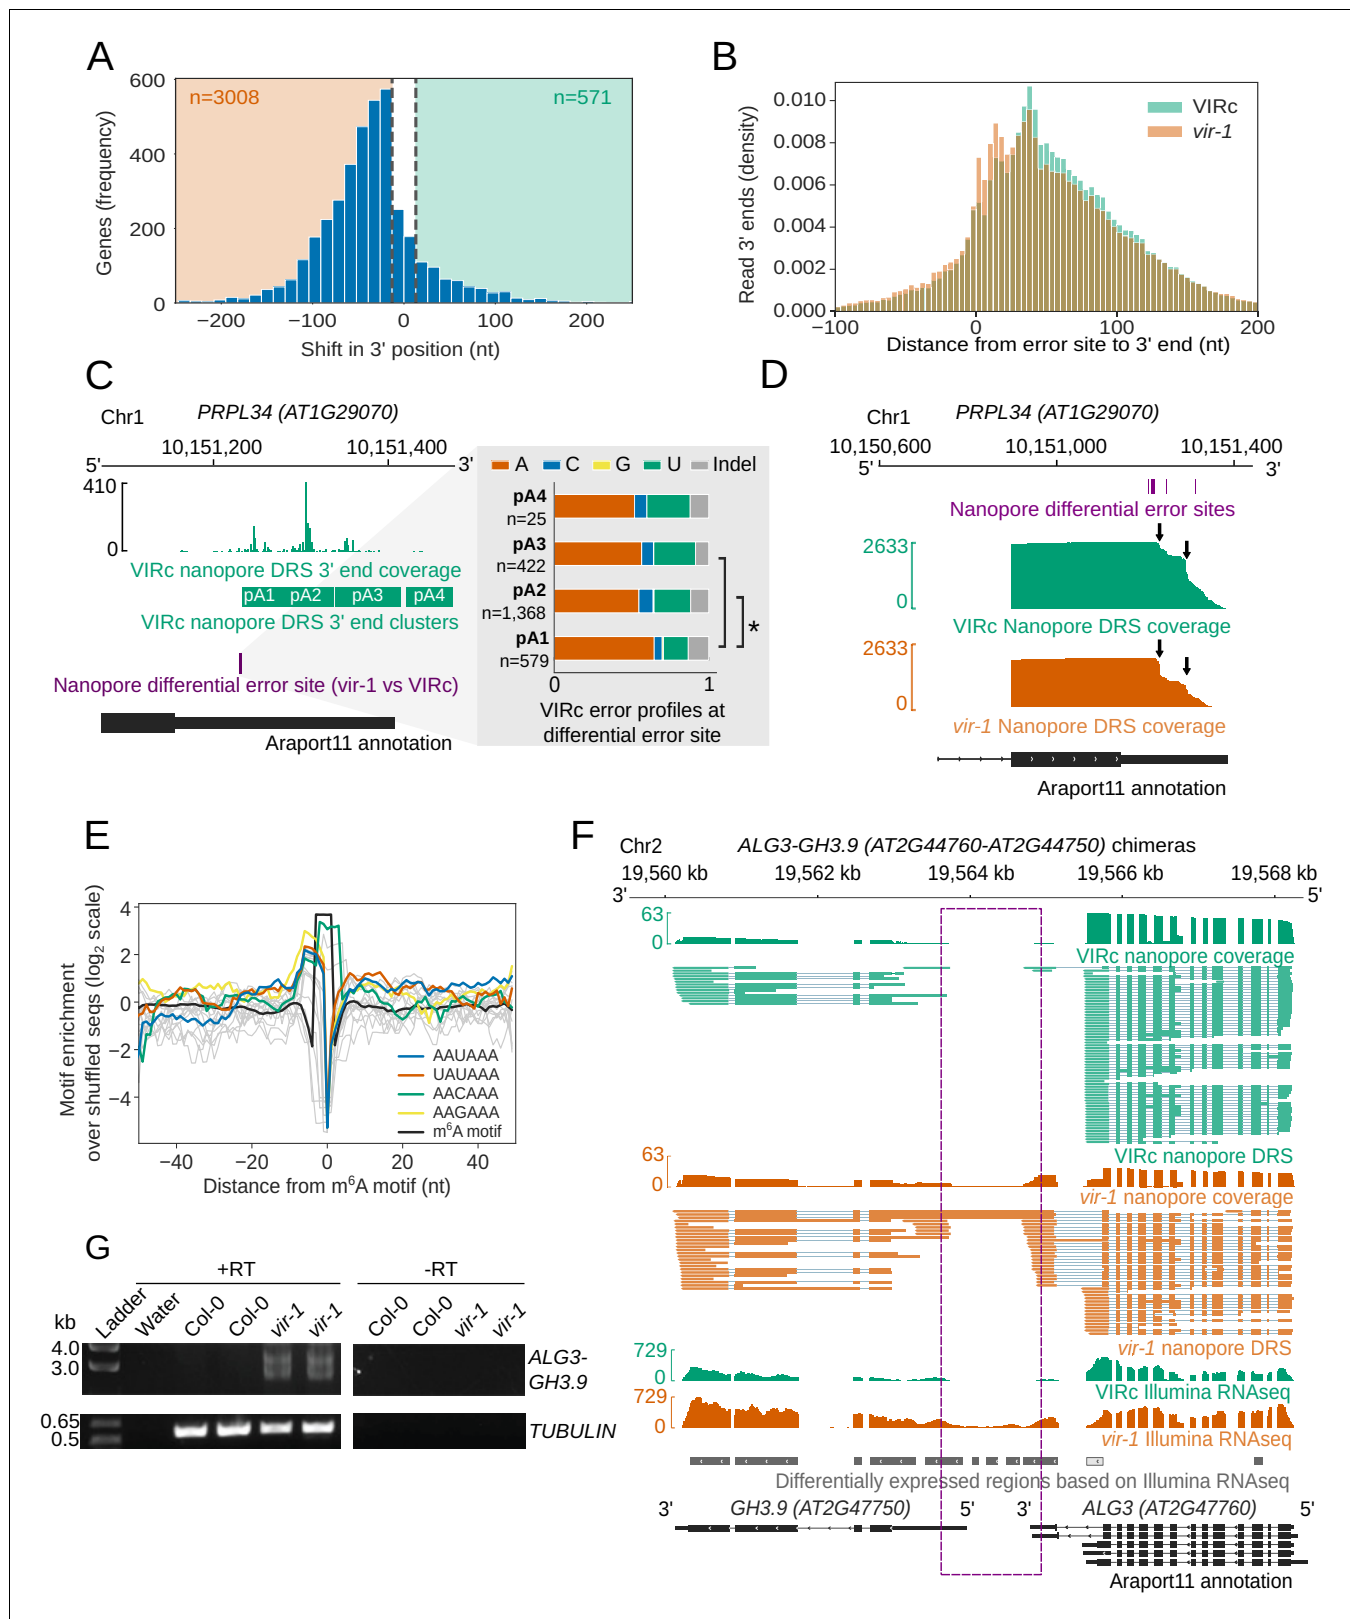 A
600
400
200
0
n=3008
n=571
Genes (frequency)
−200
−100
0
100
200
Shift in 3' position (nt)
B
0.010
0.008
0.006
0.004
0.002
0.000
VIRc
vir-1
Read 3' ends (density)
−100
0
100
200
Distance from error site to 3' end (nt)
C
Chr1
PRPL34 (AT1G29070)
10,151,200
10,151,400
5'
3'
410
0
VIRc nanopore DRS 3' end coverage
pA1
pA2
pA3
pA4
VIRc nanopore DRS 3' end clusters
Nanopore differential error site (vir-1 vs VIRc)
Araport11 annotation
A
C
G
U
Indel
pA4
n=25
pA3
n=422
pA2
n=1,368
pA1
n=579
*
0
1
VIRc error profiles at
differential error site
D
Chr1
PRPL34 (AT1G29070)
10,150,600
10,151,000
10,151,400
5'
3'
Nanopore differential error sites
2633
0
VIRc Nanopore DRS coverage
2633
0
vir-1 Nanopore DRS coverage
Araport11 annotation
E
4
2
0
−2
−4
Motif enrichment
over shuffled seqs (log₂ scale)
AAUAAA
UAUAAA
AACAAA
AAGAAA
m⁶A motif
−40
−20
0
20
40
Distance from m⁶A motif (nt)
F
Chr2
ALG3-GH3.9 (AT2G44760-AT2G44750) chimeras
19,560 kb
19,562 kb
19,564 kb
19,566 kb
19,568 kb
3'
5'
63
0
VIRc nanopore coverage
VIRc nanopore DRS
63
0
vir-1 nanopore coverage
vir-1 nanopore DRS
729
0
VIRc Illumina RNAseq
729
0
vir-1 Illumina RNAseq
Differentially expressed regions based on Illumina RNAseq
3'
GH3.9 (AT2G47750)
5'
3'
ALG3 (AT2G47760)
5'
Araport11 annotation
G
+RT
-RT
kb
Ladder
Water
Col-0
Col-0
vir-1
vir-1
Col-0
Col-0
vir-1
vir-1
4.0
3.0
ALG3-
GH3.9
0.65
0.5
TUBULIN